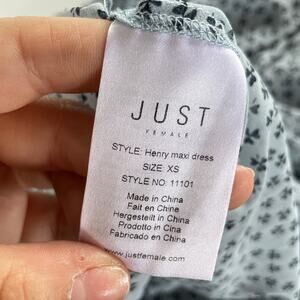 JUST
FEMALE
STYLE: Henry maxi dress
SIZE: XS
STYLE NO: 11101
Made in China
Fait en Chine
Hergestellt in China
Prodotto in Cina
Fabricado en China
www.justfemale.com